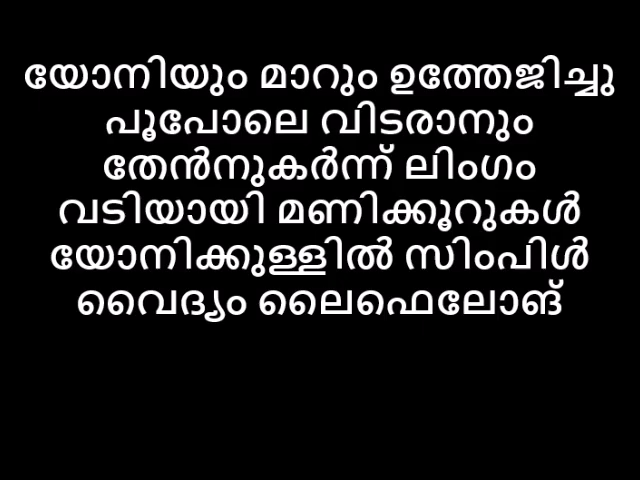 യോനിയും മാറും ഉത്തേജിച്ചു
പൂപോലെ വിടരാനും
തേൻനുകർന്ന് ലിംഗം
വടിയായി മണിക്കൂറുകൾ
യോനിക്കുള്ളിൽ സിംപിൾ
വൈദ്യം ലൈഫെലോങ്